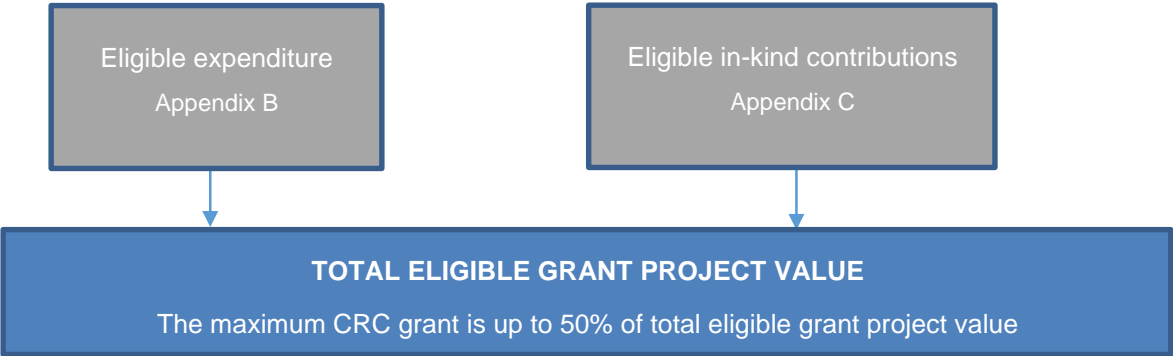 Eligible expenditure
Appendix B
Eligible in-kind contributions
Appendix C
TOTAL ELIGIBLE GRANT PROJECT VALUE
The maximum CRC grant is up to 50% of total eligible grant project value